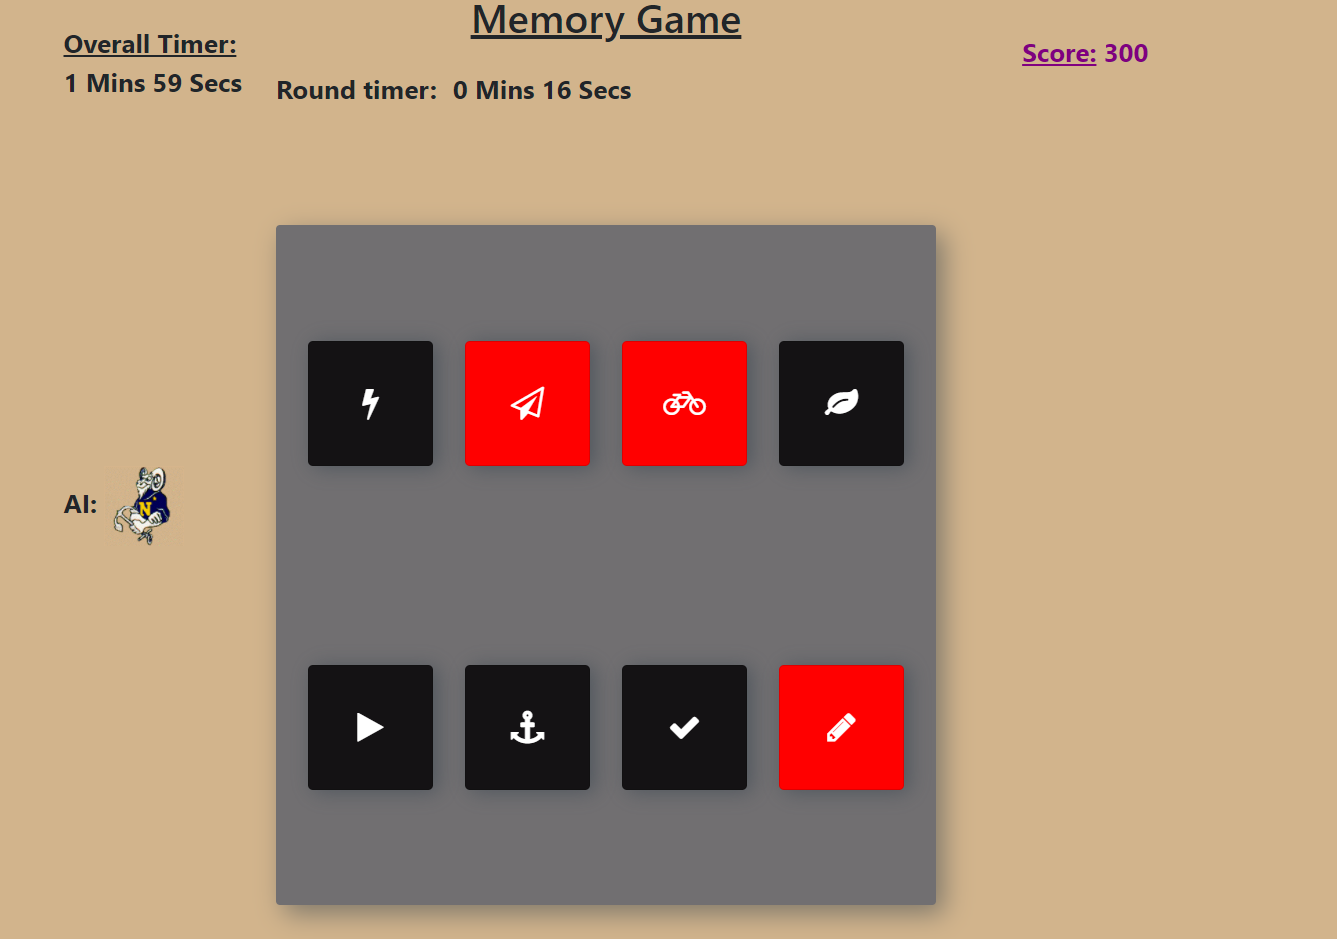 Memory Game
Overall Timer:
1 Mins 59 Secs
Round timer: 0 Mins 16 Secs
Score: 300
AI:
N